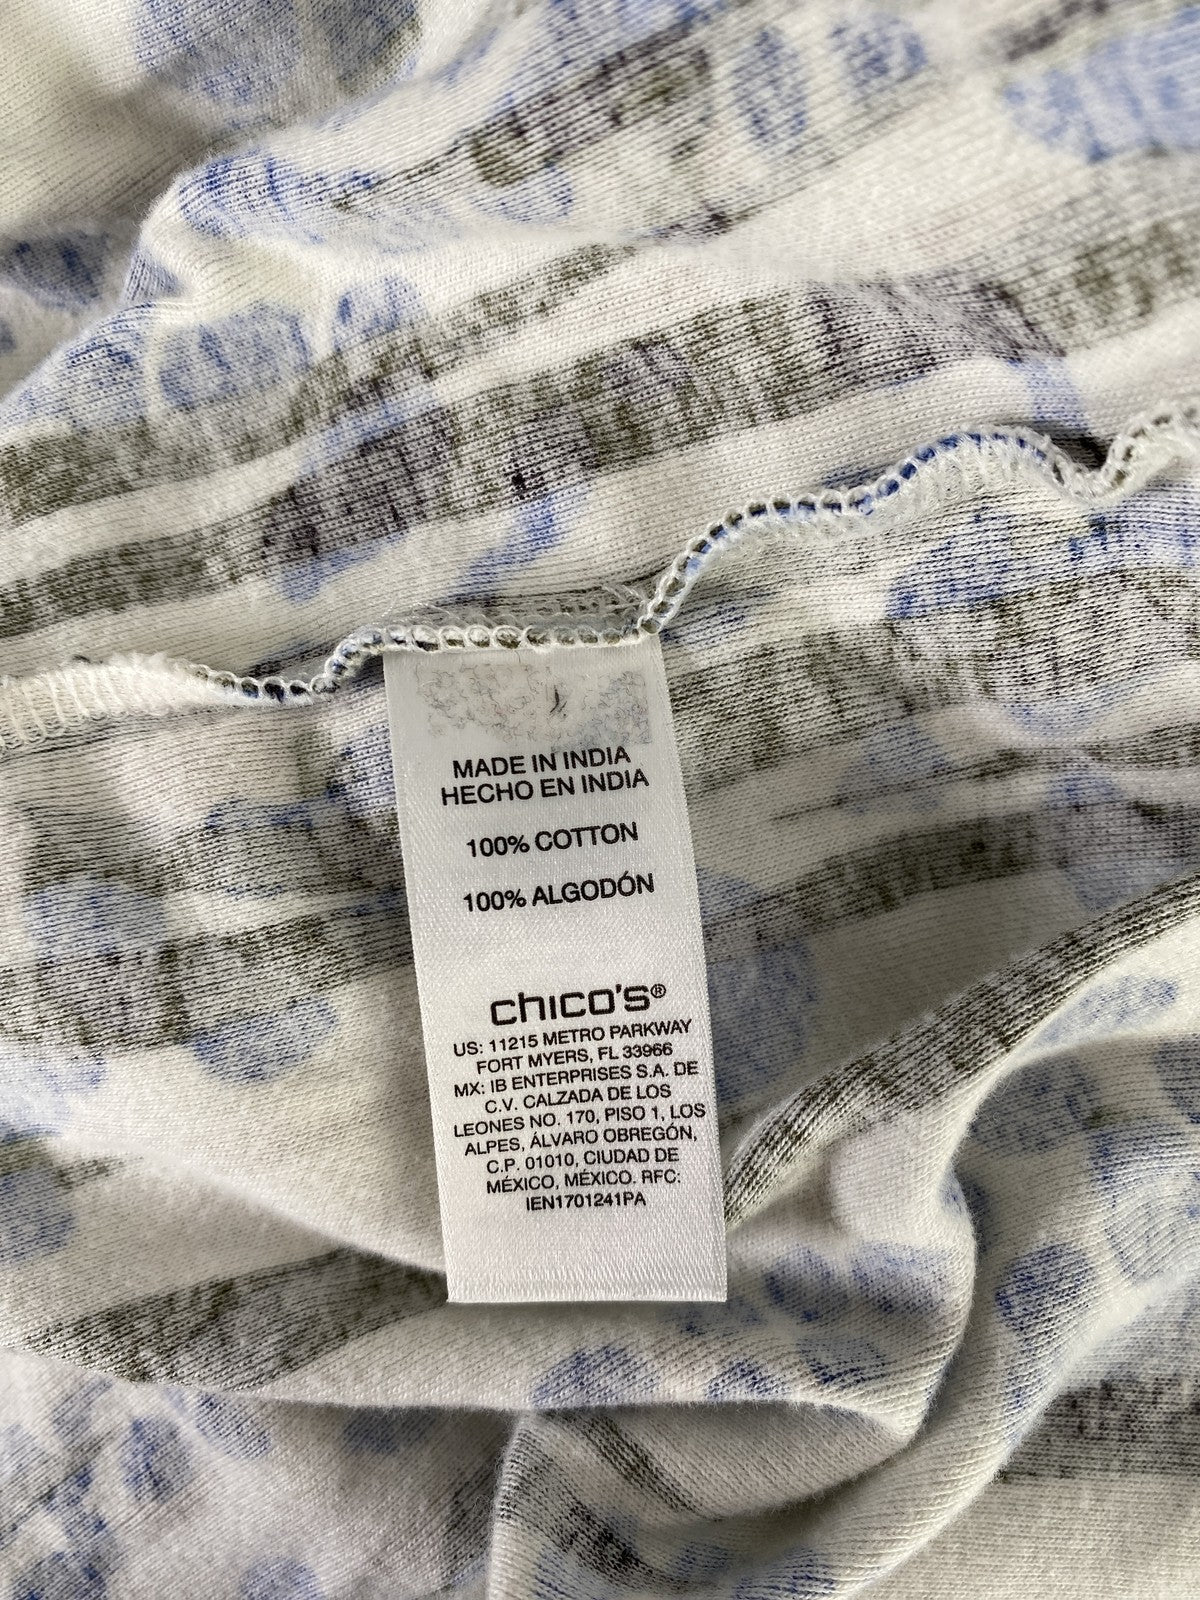 MADE IN INDIA
HECHO EN INDIA
100% COTTON
100% ALGODÓN
chico's®
US: 11215 METRO PARKWAY
FORT MYERS, FL 33966
MX: IB ENTERPRISES S.A. DE
C.V. CALZADA DE LOS
LEONES NO. 170, PISO 1, LOS
ALPES, ÁLVARO OBREGÓN,
C.P. 01010, CIUDAD DE
MÉXICO, MÉXICO. RFC:
IEN1701241PA